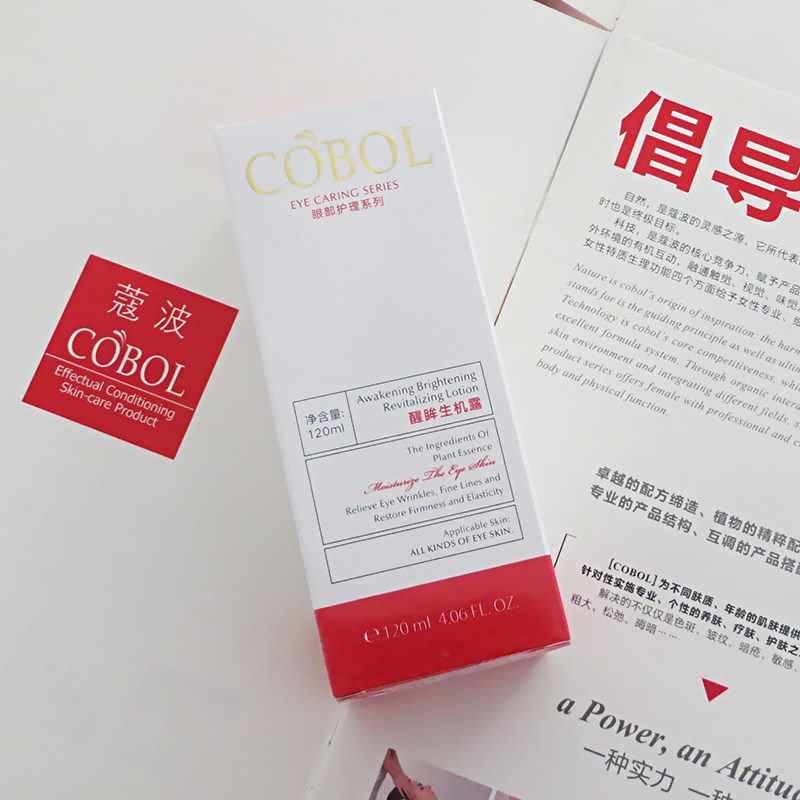 COBOL
EYE CARING SERIES
眼部护理系列
净含量:
120ml
Awakening Brightening
Revitalizing Lotion
醒眸生机露
The Ingredients Of
Plant Essence
Moisturize The Eye Skin
Relieve Eye Wrinkles, Fine Lines and
Restore Firmness and Elasticity
Applicable Skin:
ALL KINDS OF EYE SKIN.
℮120 ml 4.06 FL. OZ.
蔻波
COBOL
Effectual Conditioning
Skin-care Product
倡导
自然，是蔻波的灵感之源，它所代表
时也是终极目标。
科技，是蔻波的核心竞争力，赋予产品
外环境的有机互动，融通触觉、视觉、味觉
女性特质生理功能四个方面给予女性专业、
Nature is cobol's origin of inspiration; the harm
stands for is the guiding principle as well as ultim
Technology is cobol's core competitiveness, whi
excellent formula system. Through organic intera
skin environment and integrating different fields, s
product series offers female with professional and c
body and physical function.
卓越的配方缔造、植物的精粹配
专业的产品结构、互调的产品搭配
[COBOL]为不同肤质、年龄的肌肤提供
针对性实施专业、个性的养肤、疗肤、护肤之
解决的不仅仅是色斑、皱纹、暗疮、敏感、
粗大、松弛、晦暗……
a Power, an Attitud
一种实力 一种